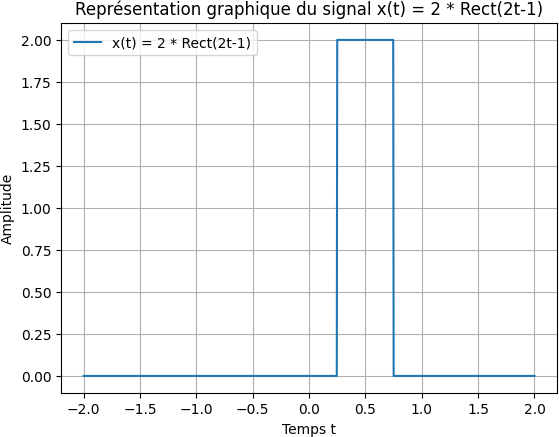 Représentation graphique du signal x(t) = 2 * Rect(2t-1)
x(t) = 2 * Rect(2t-1)
2.00
1.75
1.50
1.25
1.00
0.75
0.50
0.25
0.00
Amplitude
−2.0 −1.5 −1.0 −0.5 0.0 0.5 1.0 1.5 2.0
Temps t